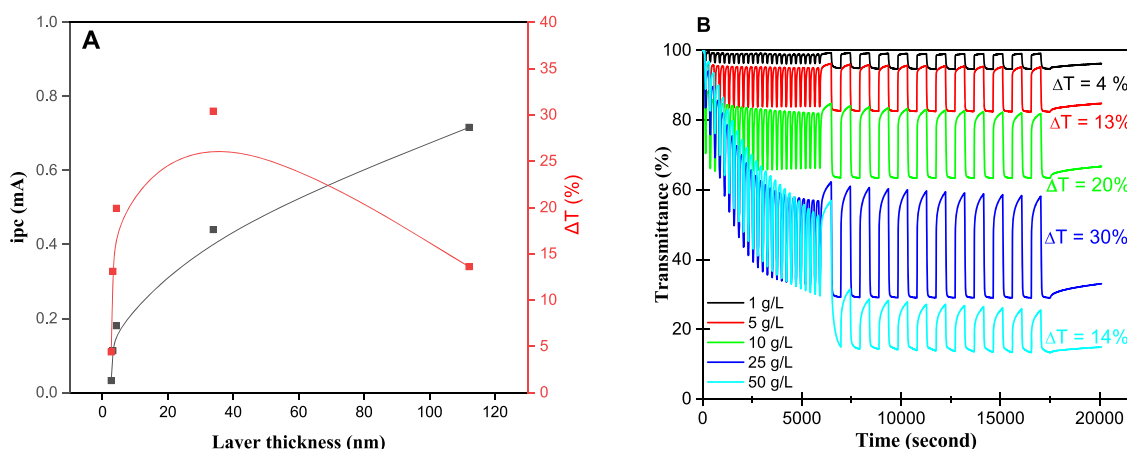 A
ipc (mA)
1.0
0.8
0.6
0.4
0.2
0.0
0
20
40
60
80
100
120
Layer thickness (nm)
40
35
30
25
20
15
10
5
0
ΔT (%)
B
Transmittance (%)
100
80
60
40
20
0
0
5000
10000
15000
20000
Time (second)
ΔT = 4 %
ΔT = 13%
ΔT = 20%
ΔT = 30%
ΔT = 14%
1 g/L
5 g/L
10 g/L
25 g/L
50 g/L